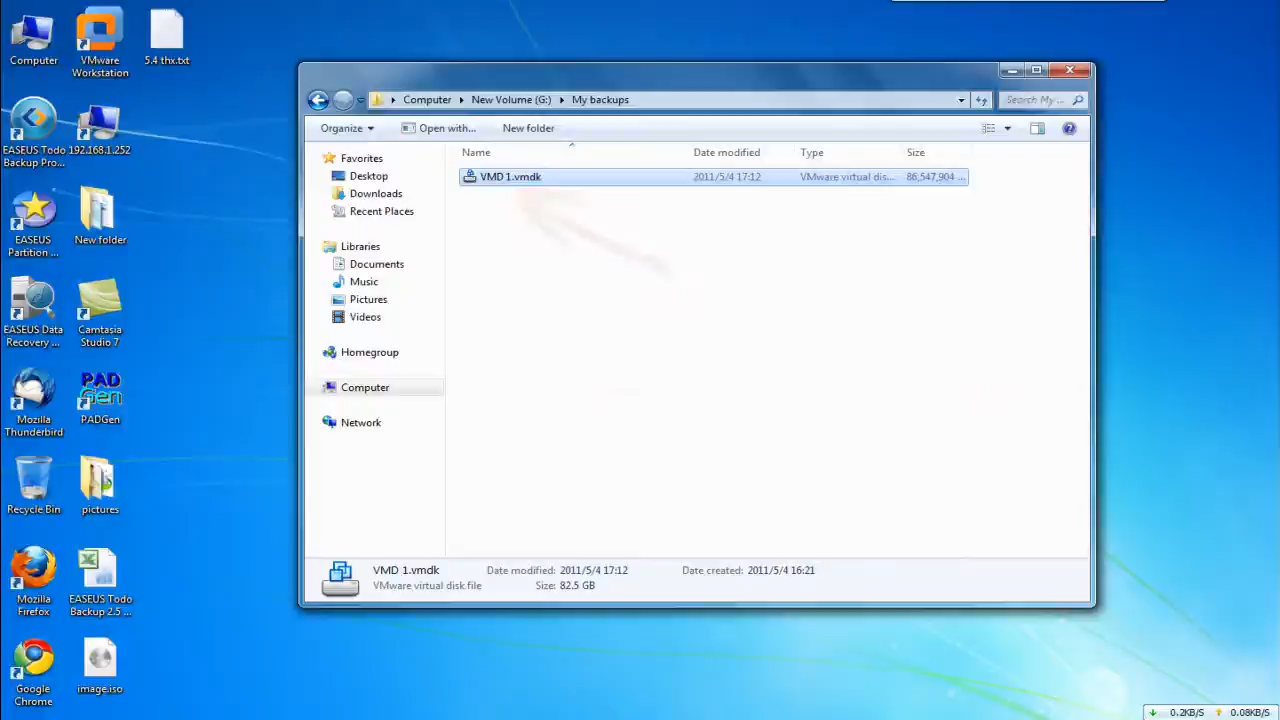 Computer
VMware
Workstation
5.4 thx.txt
EASEUS Todo
Backup Pro...
192.168.1.252
EASEUS
Partition ...
New folder
EASEUS Data
Recovery ...
Camtasia
Studio 7
Mozilla
Thunderbird
PAD
Gen
PADGen
Recycle Bin
pictures
Mozilla
Firefox
EASEUS Todo
Backup 2.5 ...
Google
Chrome
image.iso
Computer New Volume (G:) My backups
Search My ...
Organize Open with... New folder
Favorites
Desktop
Downloads
Recent Places
Libraries
Documents
Music
Pictures
Videos
Homegroup
Computer
Network
Name Date modified Type Size
VMD 1.vmdk 2011/5/4 17:12 VMware virtual dis... 86,547,904 ...
VMD 1.vmdk Date modified: 2011/5/4 17:12 Date created: 2011/5/4 16:21
VMware virtual disk file Size: 82.5 GB
0.2KB/S 0.08KB/S